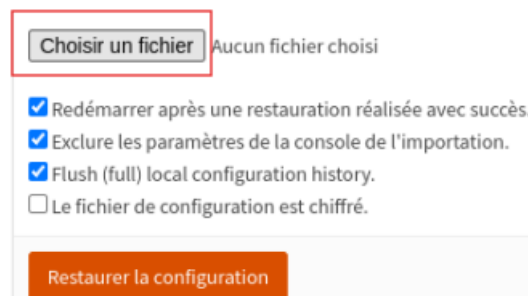 Choisir un fichier Aucun fichier choisi
Redémarrer après une restauration réalisée avec succès.
Exclure les paramètres de la console de l'importation.
Flush (full) local configuration history.
Le fichier de configuration est chiffré.
Restaurer la configuration